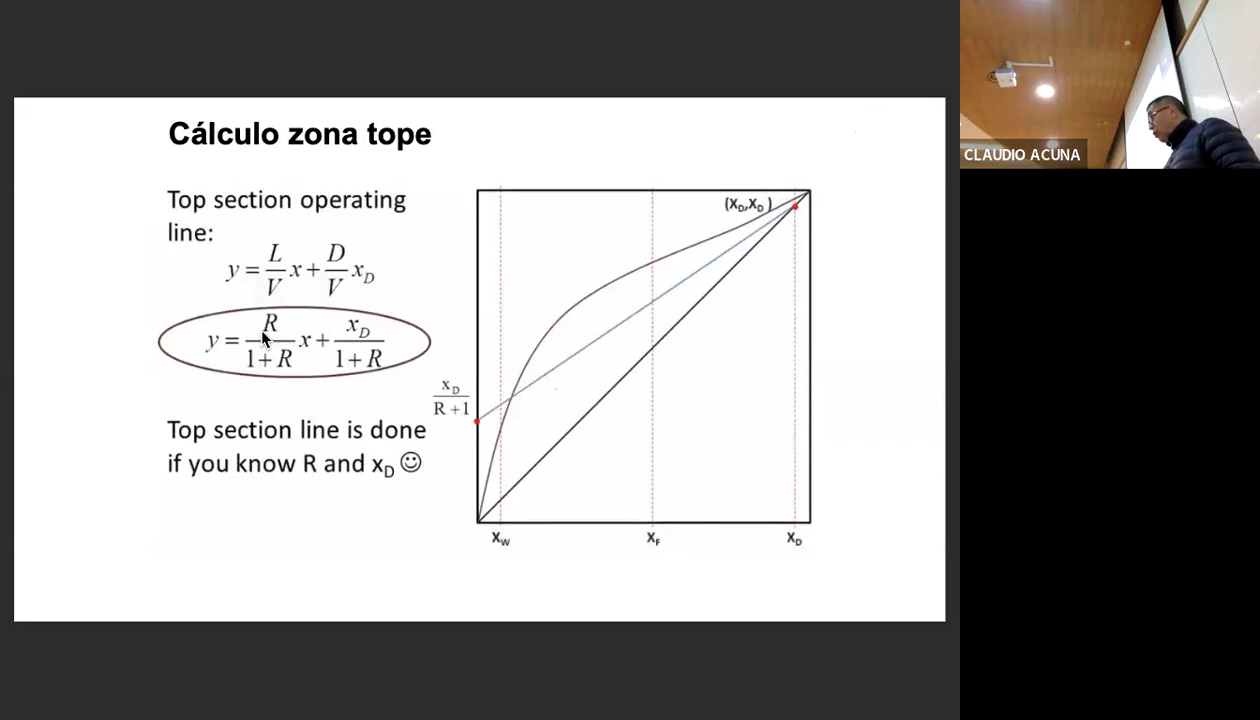 Cálculo zona tope
Top section operating
line:
y = L/V x + D/V x_D
y = R/1+R x + x_D/1+R
Top section line is done
if you know R and x_D ☺
(X_D,X_D)
x_D/R+1
X_W X_F X_D
CLAUDIO ACUNA